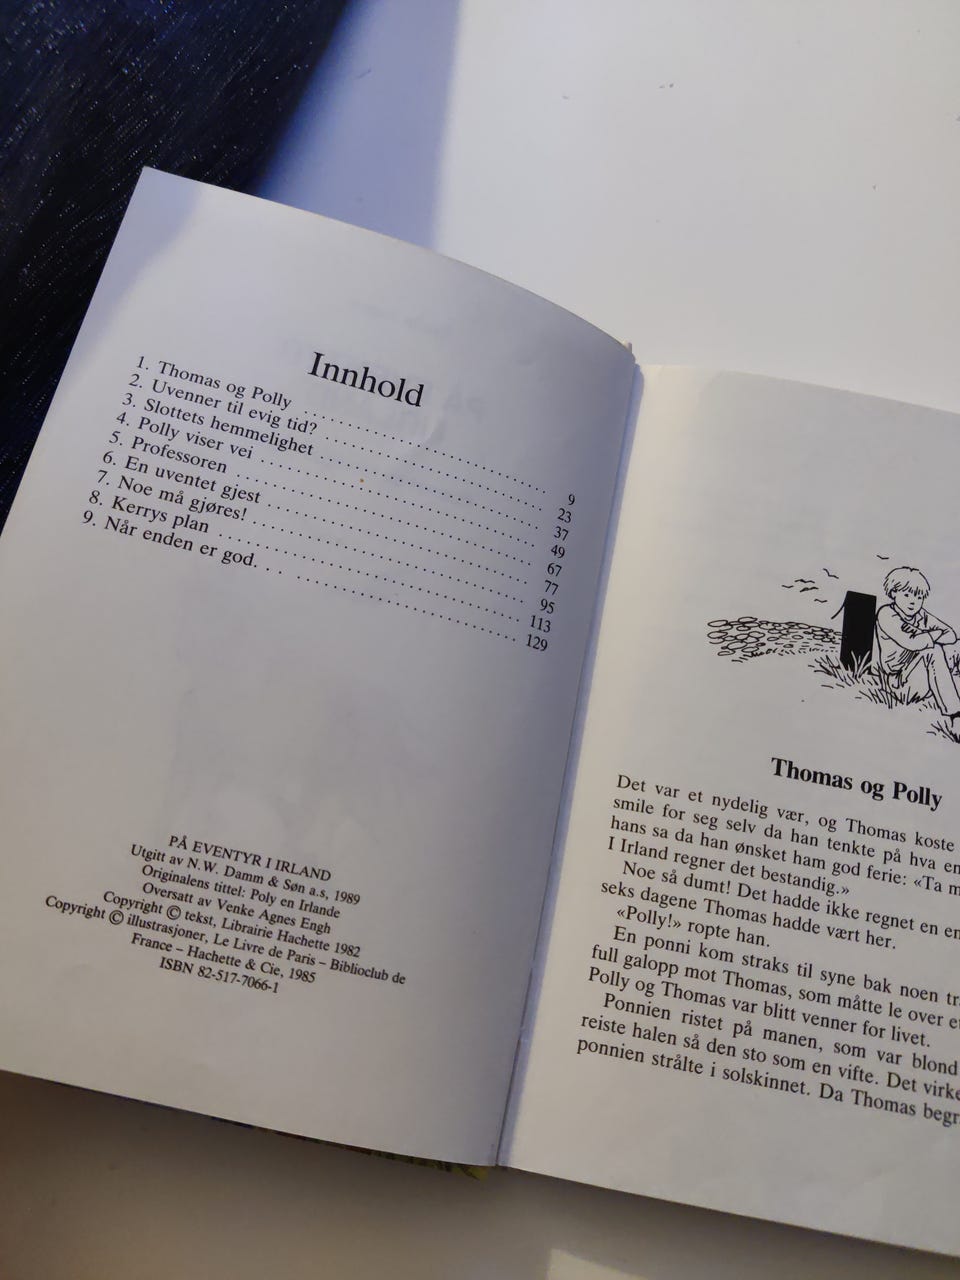 Innhold
1. Thomas og Polly .......................... 9
2. Uvenner til evig tid? .......................... 23
3. Slottets hemmelighet .......................... 37
4. Polly viser vei .......................... 49
5. Professoren .......................... 67
6. En uventet gjest .......................... 77
7. Noe må gjøres! .......................... 95
8. Kerrys plan .......................... 113
9. Når enden er god. .......................... 129
PÅ EVENTYR I IRLAND
Utgitt av N.W. Damm & Søn a.s, 1989
Originalens tittel: Poly en Irlande
Oversatt av Venke Agnes Engh
Copyright © tekst, Librairie Hachette 1982
Copyright © illustrasjoner, Le Livre de Paris – Biblioclub de
France – Hachette & Cie, 1985
ISBN 82-517-7066-1
Thomas og Polly
Det var et nydelig vær, og Thomas koste
smile for seg selv da han tenkte på hva en
hans sa da han ønsket ham god ferie: «Ta m
I Irland regner det bestandig.»
Noe så dumt! Det hadde ikke regnet en en
seks dagene Thomas hadde vært her.
«Polly!» ropte han.
En ponni kom straks til syne bak noen tr
full galopp mot Thomas, som måtte le over e
Polly og Thomas var blitt venner for livet.
Ponnien ristet på manen, som var blond
reiste halen så den sto som en vifte. Det virke
ponnien strålte i solskinnet. Da Thomas begr